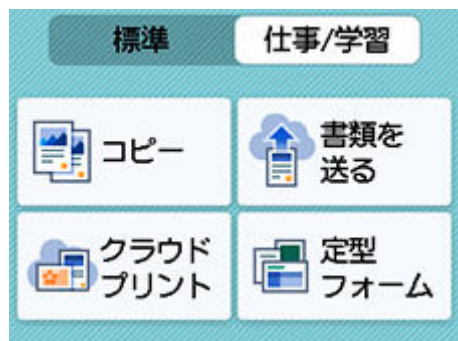 標準
仕事/学習
コピー
書類を
送る
クラウド
プリント
定型
フォーム